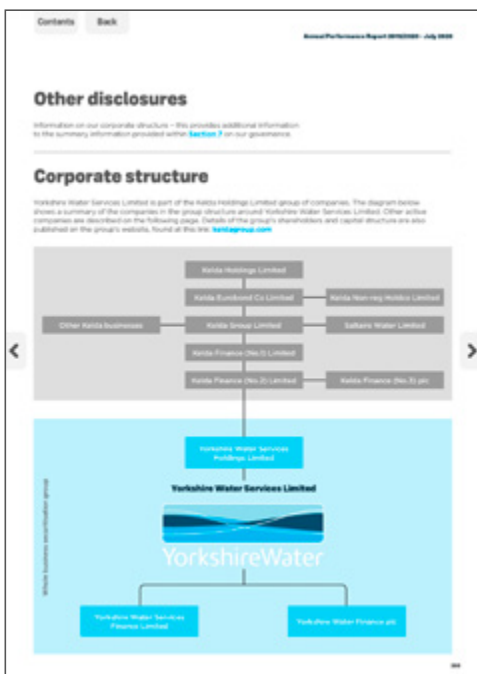 Contents Back
Annual Performance Report 2019/2020 - July 2020
Other disclosures
Information on our corporate structure – this provides additional information
to the summary information provided within Section 7 on our governance.
Corporate structure
Yorkshire Water Services Limited is part of the Kelda Holdings Limited group of companies. The diagram below
shows a summary of the companies in the group structure around Yorkshire Water Services Limited. Other active
companies are described on the following page. Details of the group's shareholders and capital structure are also
published on the group's website, found at this link: keldagroup.com
Kelda Holdings Limited
Kelda Eurobond Co Limited Kelda Non-reg Holdco Limited
Other Kelda businesses Kelda Group Limited Saltaire Water Limited
Kelda Finance (No.1) Limited
Kelda Finance (No.2) Limited Kelda Finance (No.3) plc
Yorkshire Water Services
Holdings Limited
Yorkshire Water Services Limited
YorkshireWater
Whole business securitisation group
Yorkshire Water Services
Finance Limited
Yorkshire Water Finance plc